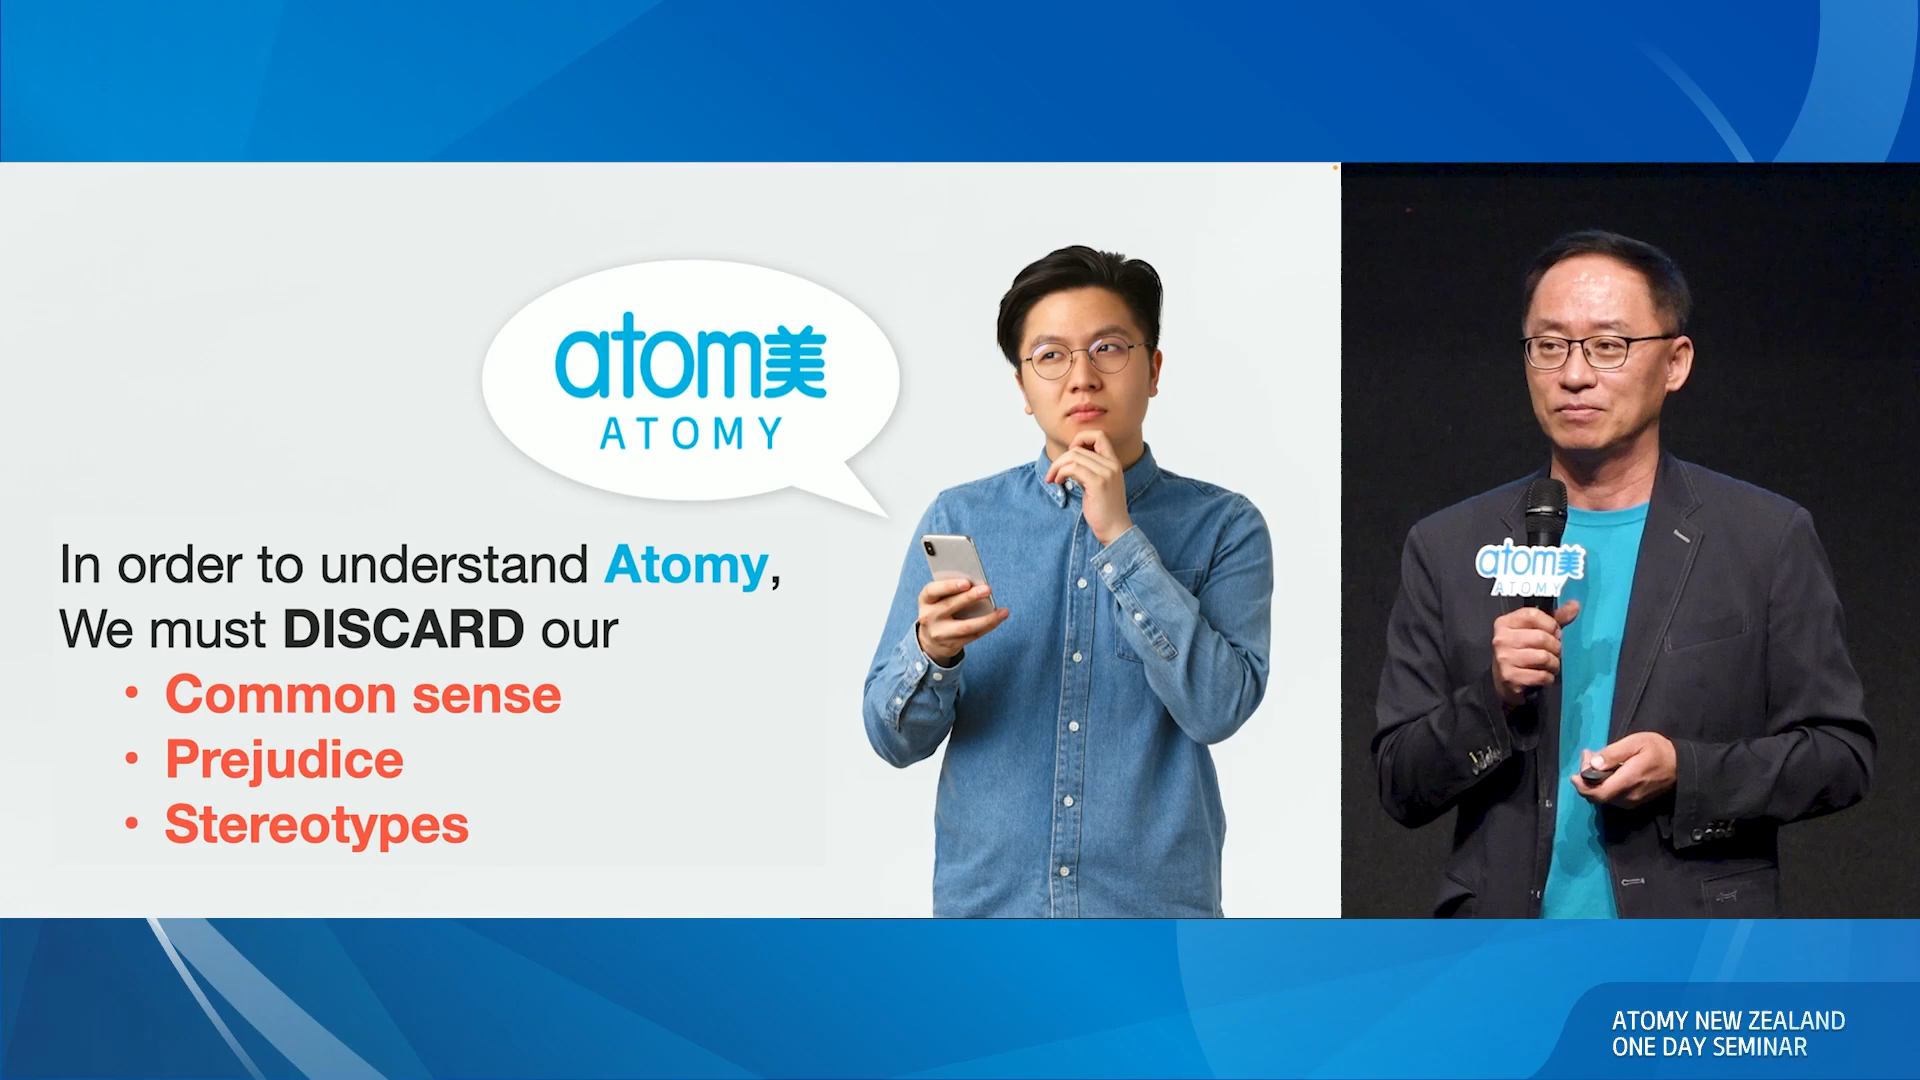 atom美
ATOMY
In order to understand Atomy,
We must DISCARD our
• Common sense
• Prejudice
• Stereotypes
atom美
ATOMY
ATOMY NEW ZEALAND
ONE DAY SEMINAR